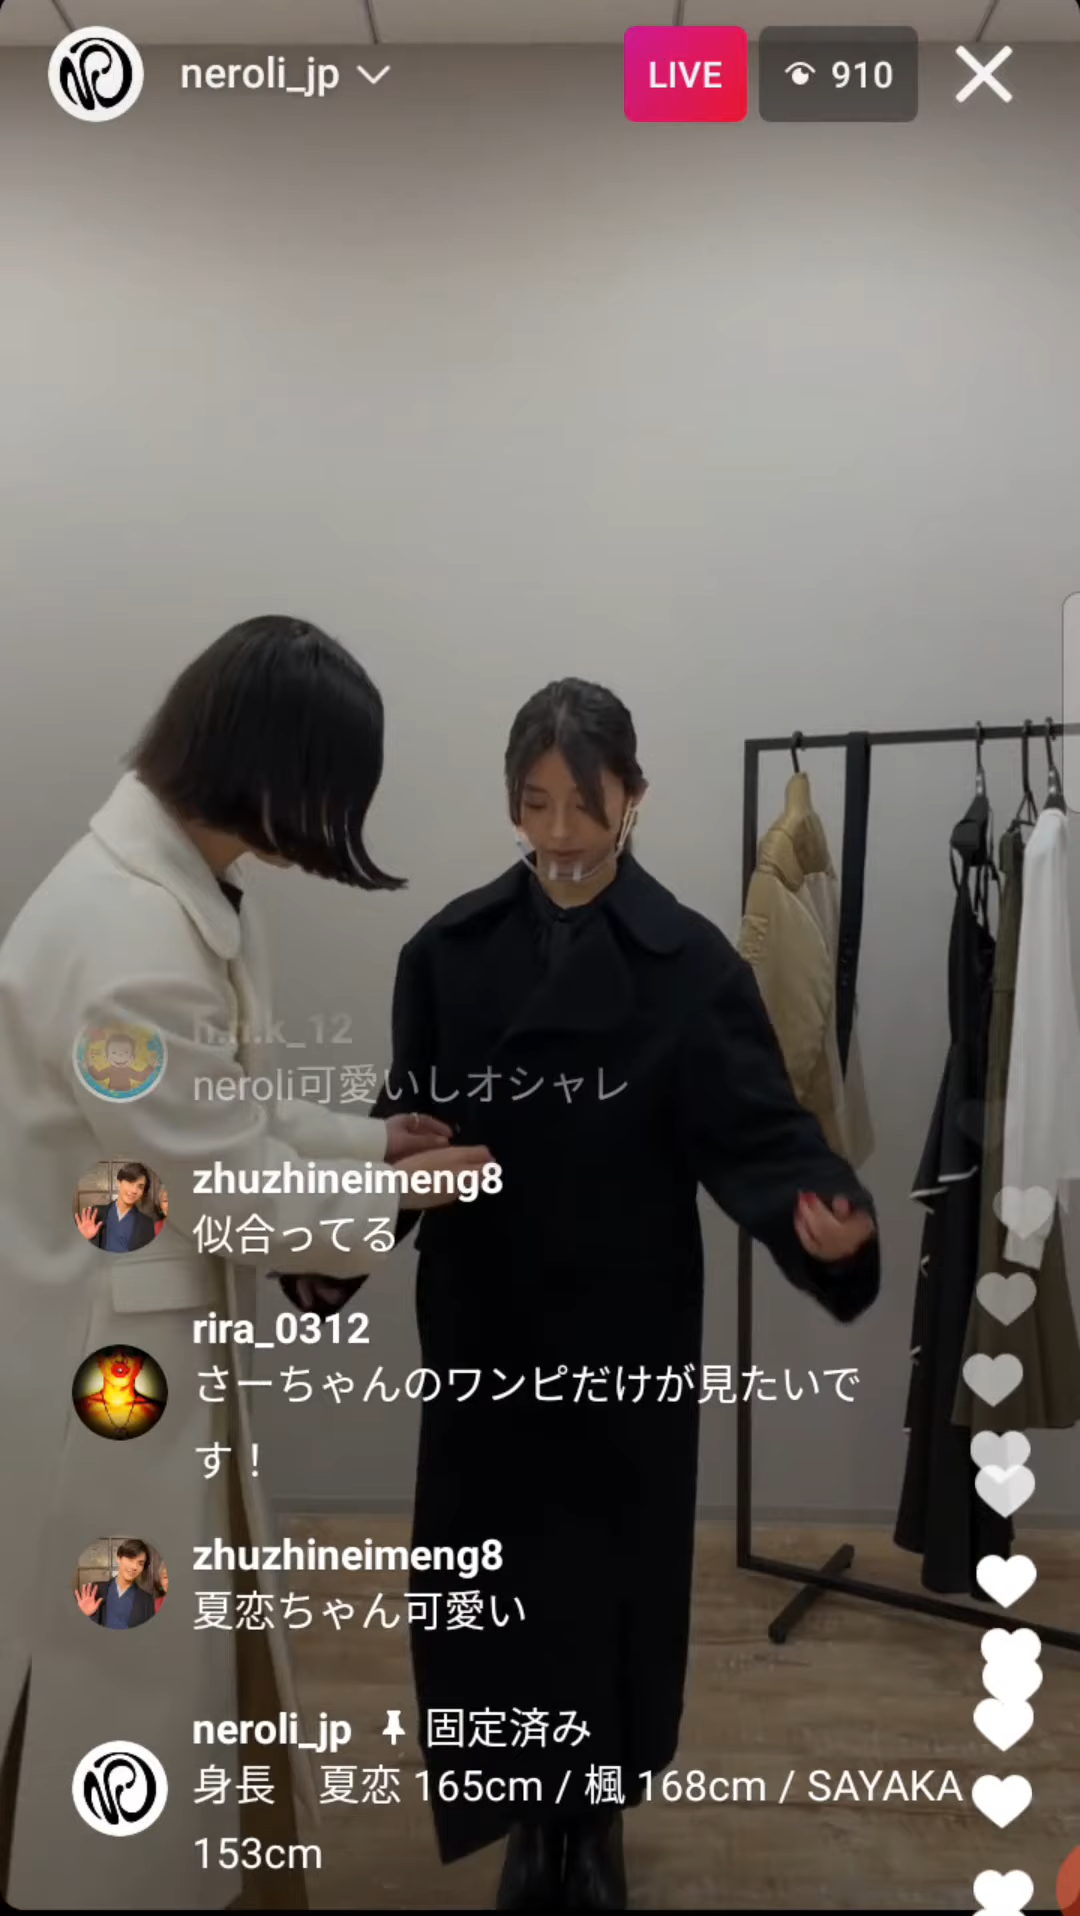 neroli_jp
LIVE
910
h.n.k_12
neroli可愛いしオシャレ
zhuzhineimeng8
似合ってる
rira_0312
さーちゃんのワンピだけが見たいで
す！
zhuzhineimeng8
夏恋ちゃん可愛い
neroli_jp 固定済み
身長　夏恋 165cm / 楓 168cm / SAYAKA
153cm